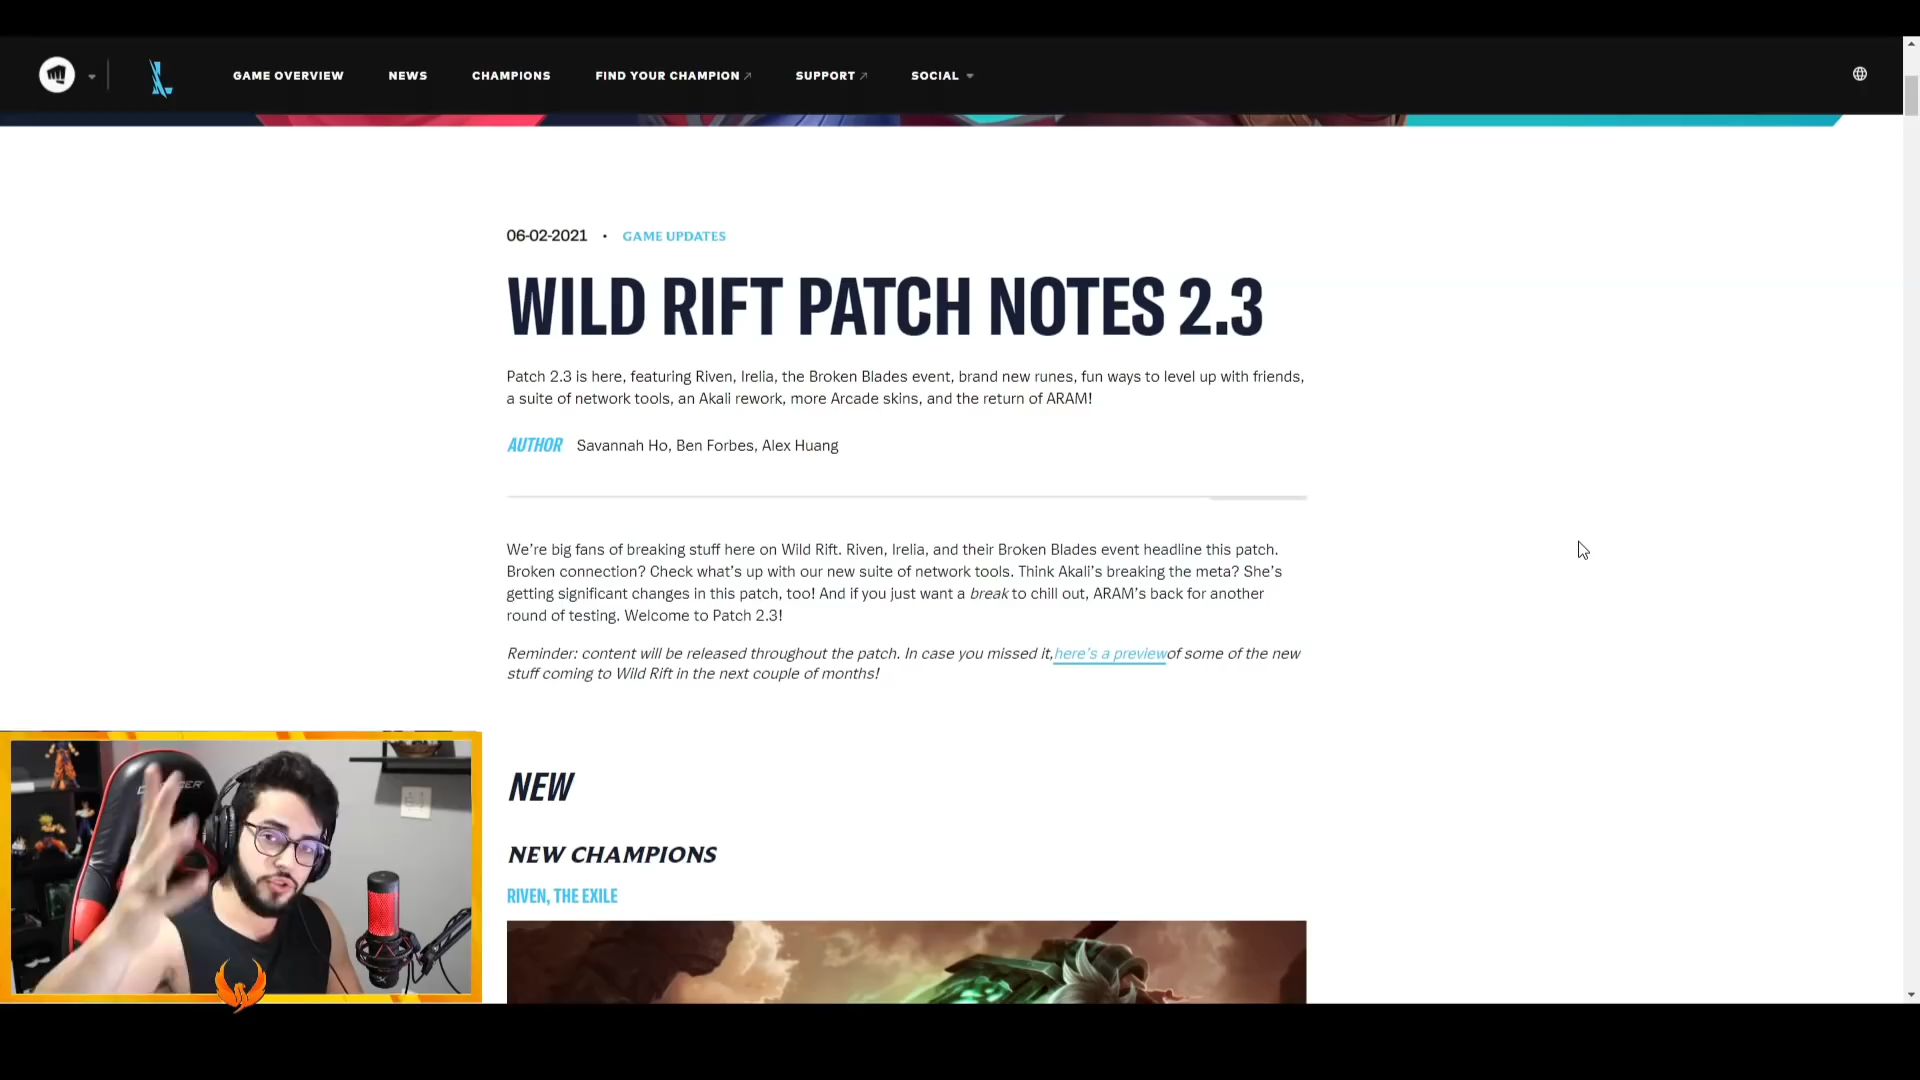 GAME OVERVIEW NEWS CHAMPIONS FIND YOUR CHAMPION SUPPORT SOCIAL
06-02-2021 • GAME UPDATES
WILD RIFT PATCH NOTES 2.3
Patch 2.3 is here, featuring Riven, Irelia, the Broken Blades event, brand new runes, fun ways to level up with friends,
a suite of network tools, an Akali rework, more Arcade skins, and the return of ARAM!
AUTHOR Savannah Ho, Ben Forbes, Alex Huang
We’re big fans of breaking stuff here on Wild Rift. Riven, Irelia, and their Broken Blades event headline this patch.
Broken connection? Check what’s up with our new suite of network tools. Think Akali’s breaking the meta? She’s
getting significant changes in this patch, too! And if you just want a break to chill out, ARAM’s back for another
round of testing. Welcome to Patch 2.3!
Reminder: content will be released throughout the patch. In case you missed it,here’s a previewof some of the new
stuff coming to Wild Rift in the next couple of months!
NEW
NEW CHAMPIONS
RIVEN, THE EXILE